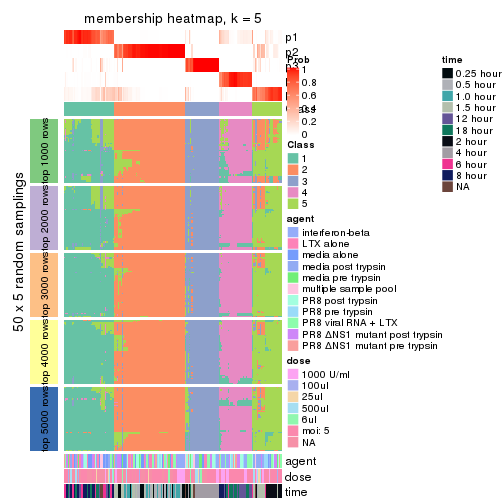 membership heatmap, k = 5
p1
p2
Prob
1
0.8
0.6
0.4
0.2
0
Class
1
2
3
4
5
agent
interferon-beta
LTX alone
media alone
media post trypsin
media pre trypsin
multiple sample pool
PR8 post trypsin
PR8 pre trypsin
PR8 viral RNA + LTX
PR8 ΔNS1 mutant post trypsin
PR8 ΔNS1 mutant pre trypsin
dose
1000 U/ml
100ul
25ul
500ul
6ul
moi: 5
NA
time
0.25 hour
0.5 hour
1.0 hour
1.5 hour
12 hour
18 hour
2 hour
4 hour
6 hour
8 hour
NA
50 x 5 random samplings
top 1000 rows
top 2000 rows
top 3000 rows
top 4000 rows
top 5000 rows
agent
dose
time